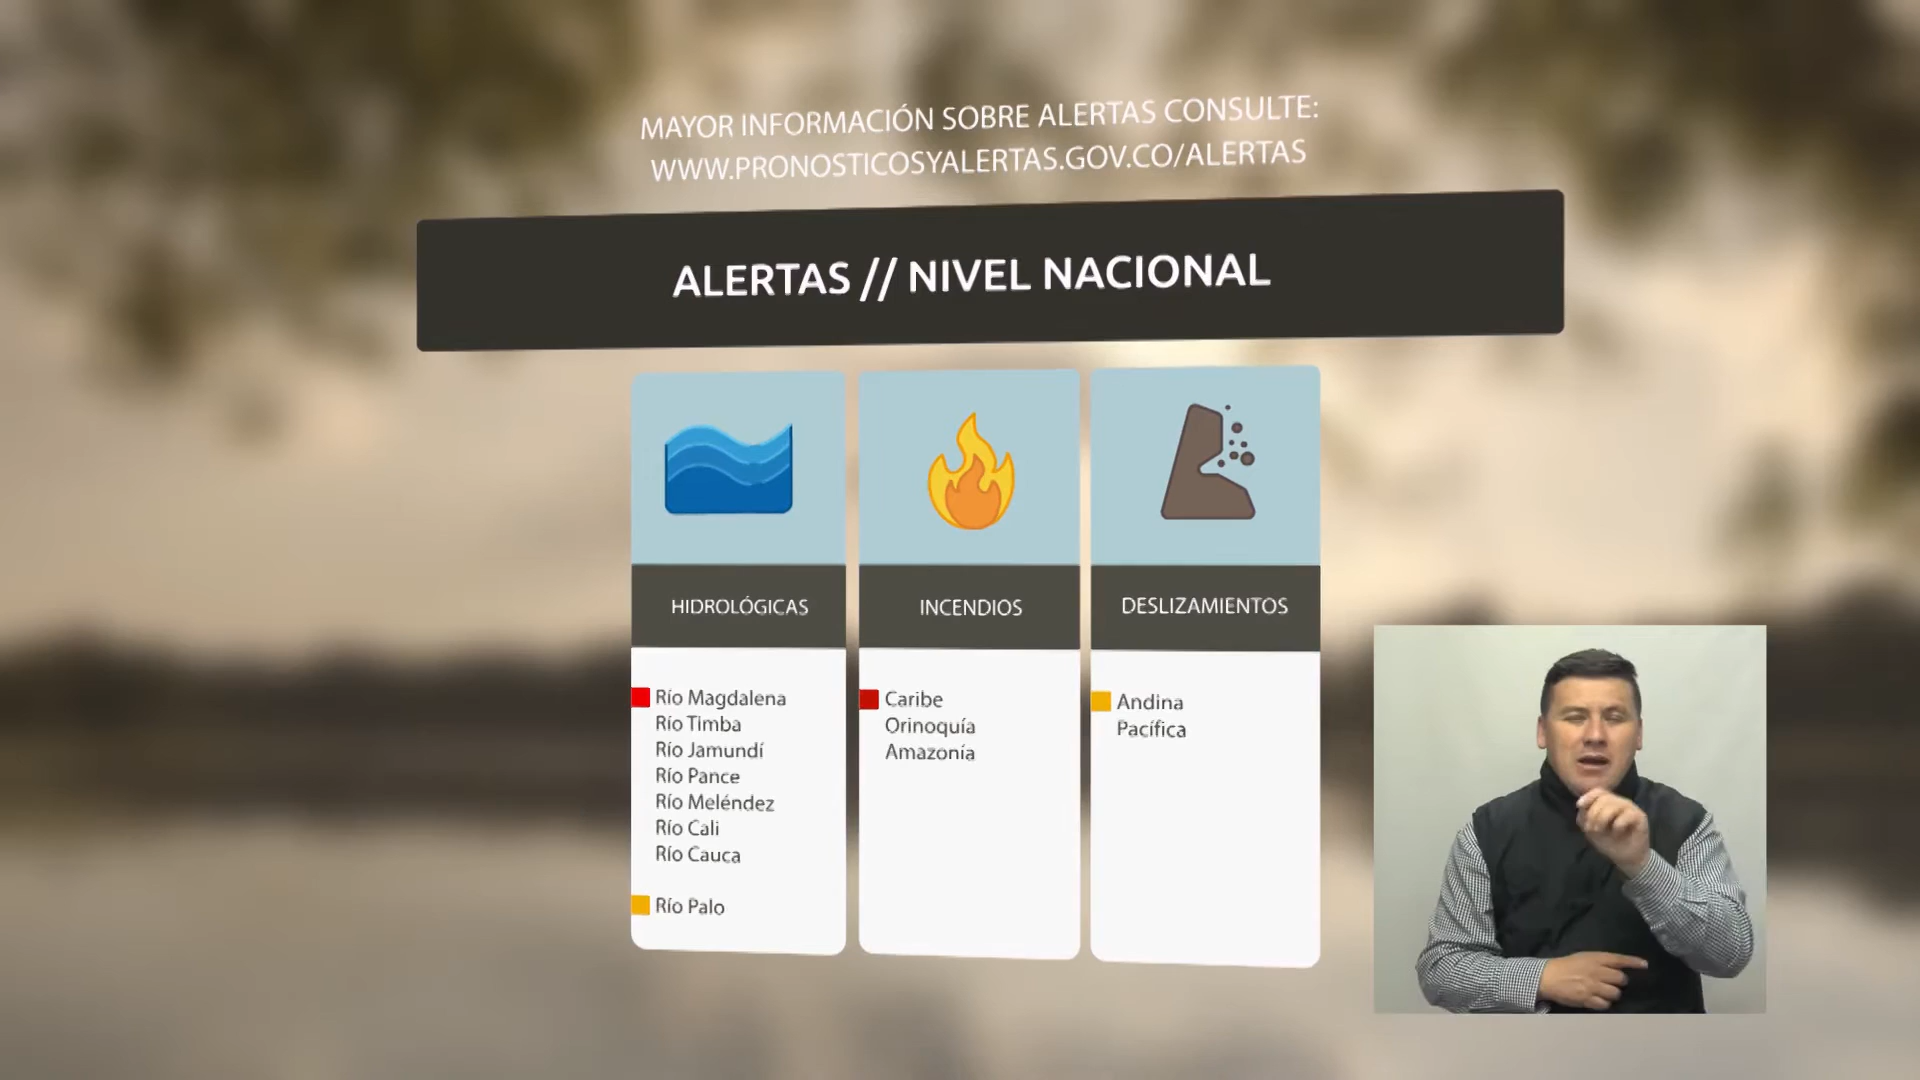 MAYOR INFORMACIÓN SOBRE ALERTAS CONSULTE:
WWW.PRONOSTICOSYALERTAS.GOV.CO/ALERTAS
ALERTAS // NIVEL NACIONAL
HIDROLÓGICAS
Río Magdalena
Río Timba
Río Jamundí
Río Pance
Río Meléndez
Río Cali
Río Cauca
Río Palo
INCENDIOS
Caribe
Orinoquía
Amazonía
DESLIZAMIENTOS
Andina
Pacífica